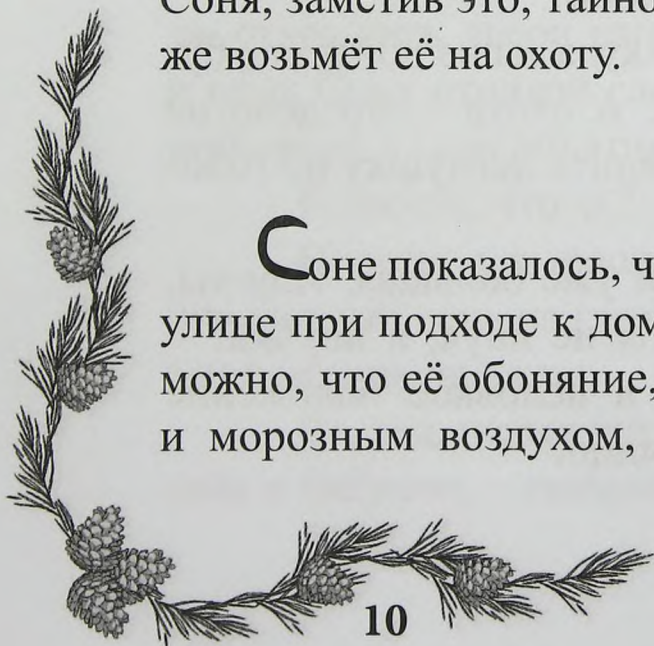 Соня, заметив это, тайно
же возьмёт её на охоту.
Соне показалось, ч
улице при подходе к дом
можно, что её обоняние,
и морозным воздухом,
10